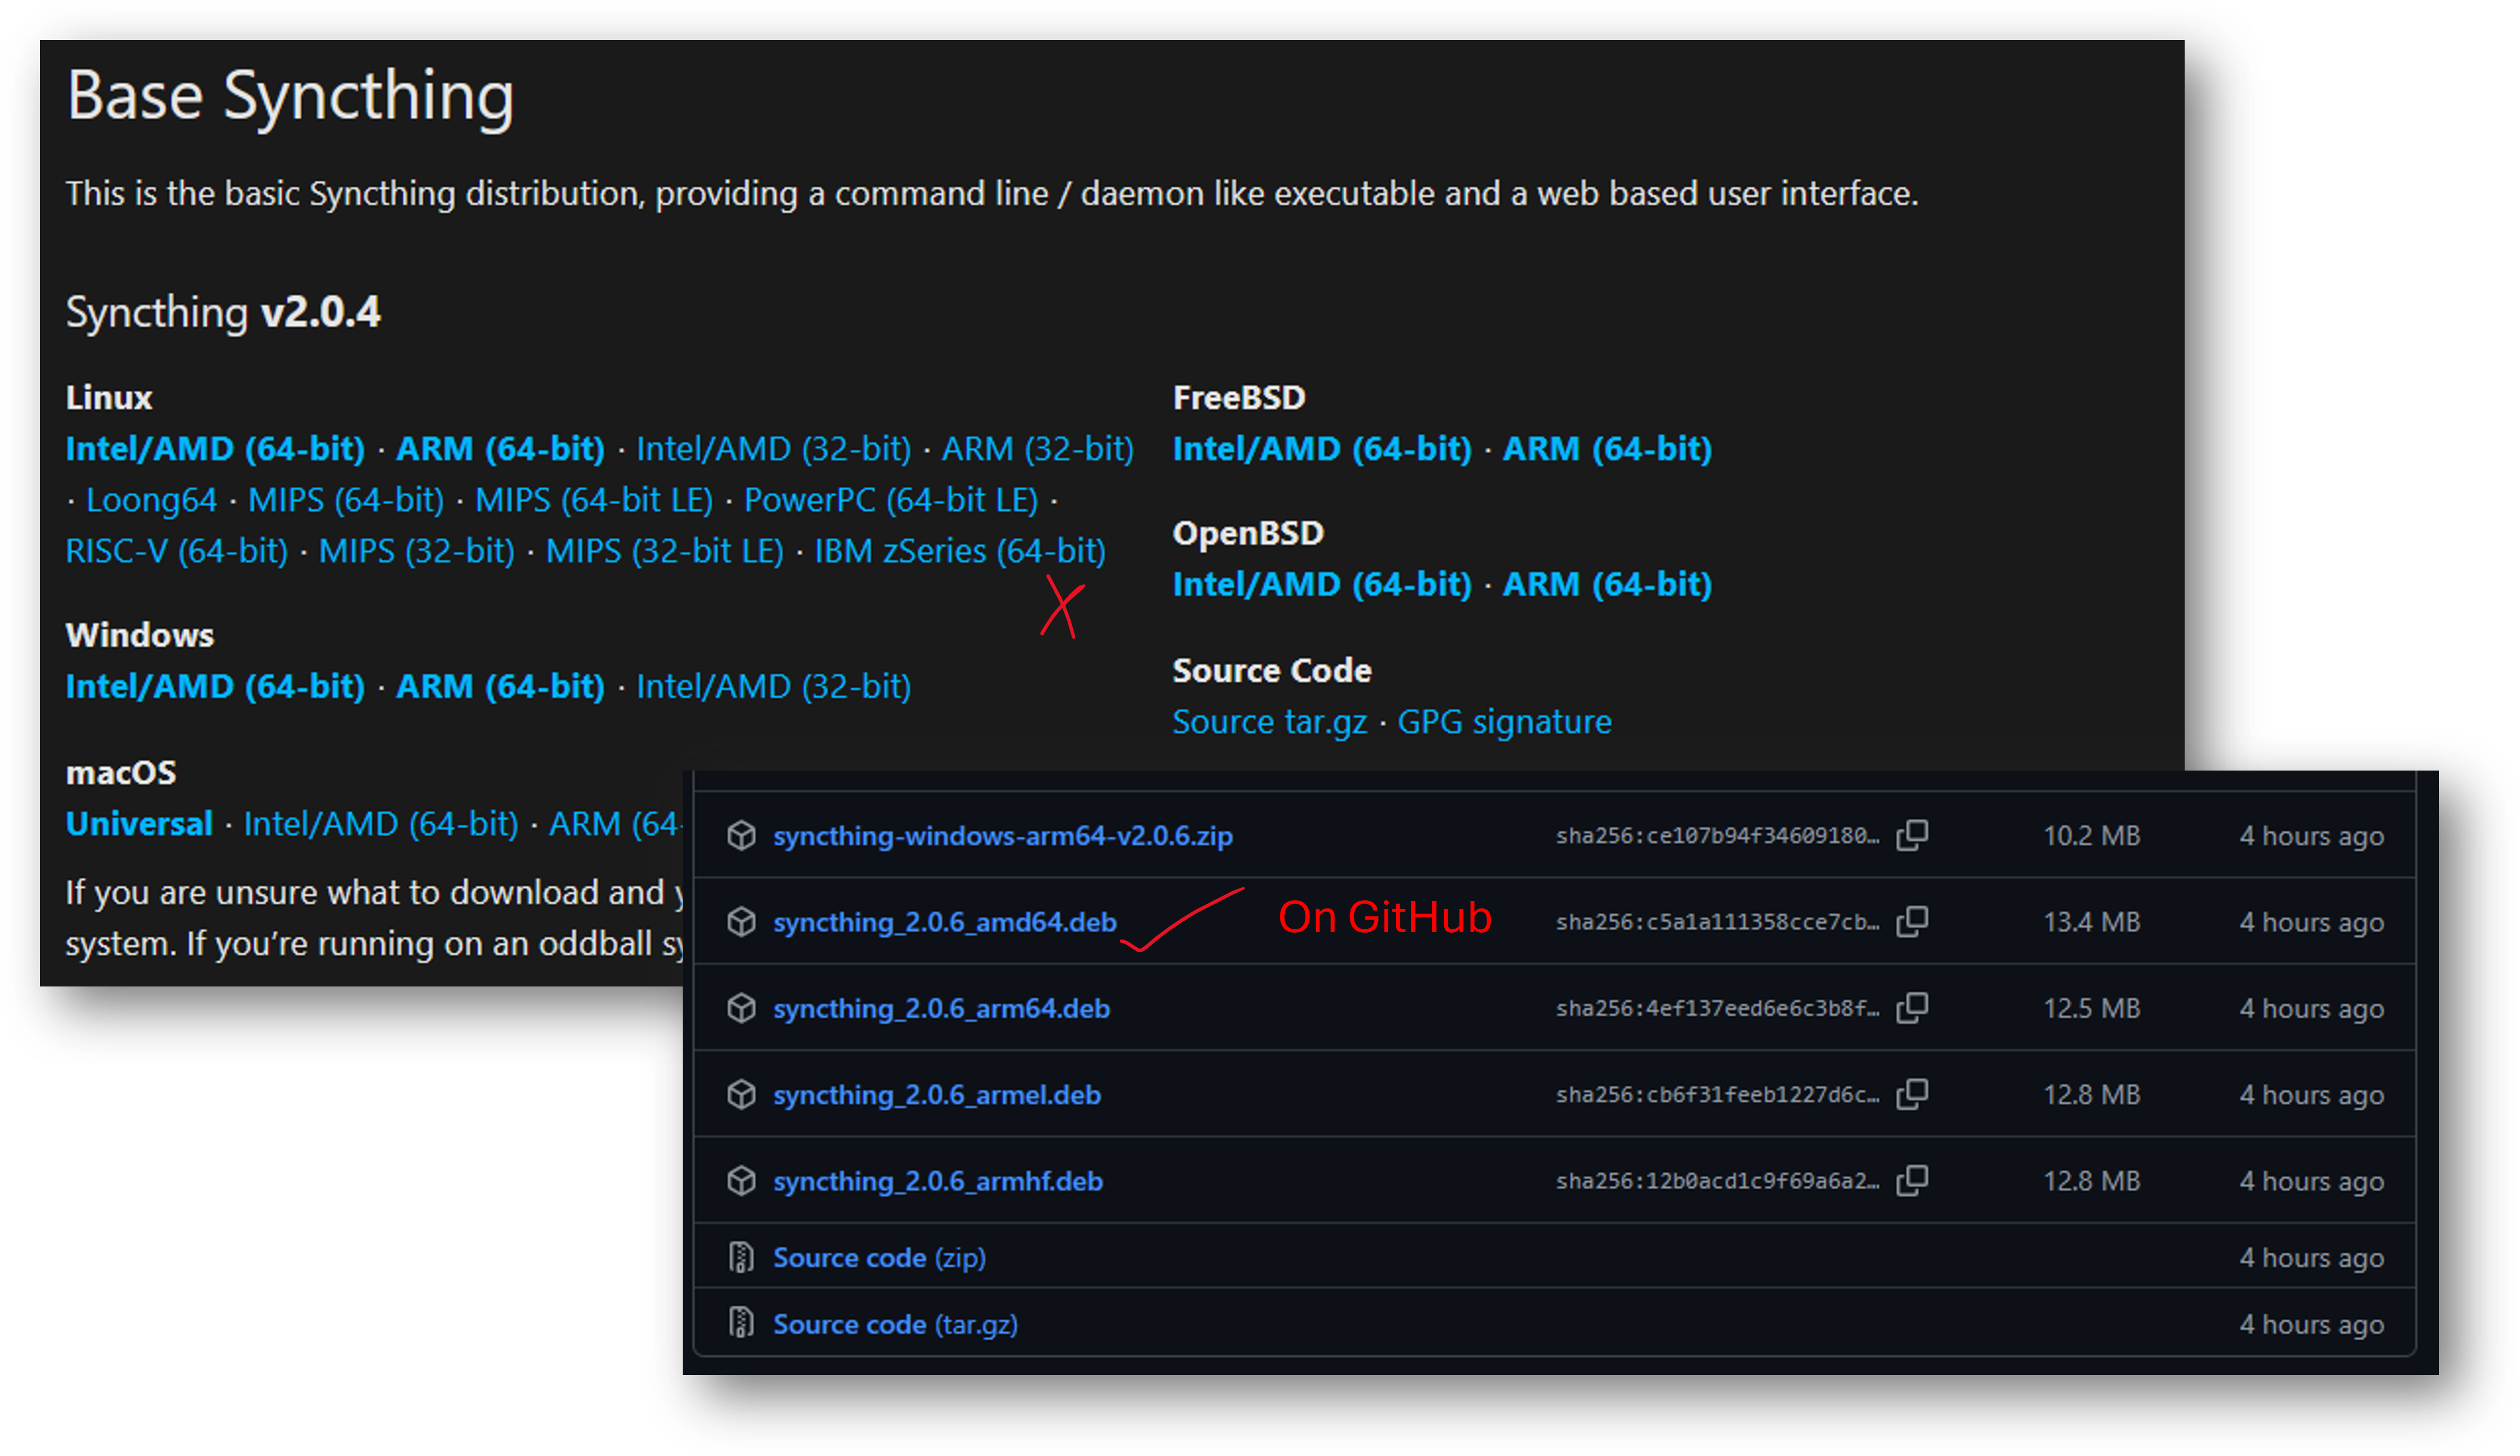 Base Syncthing
This is the basic Syncthing distribution, providing a command line / daemon like executable and a web based user interface.
Syncthing v2.0.4
Linux
Intel/AMD (64-bit) · ARM (64-bit) · Intel/AMD (32-bit) · ARM (32-bit)
· Loong64 · MIPS (64-bit) · MIPS (64-bit LE) · PowerPC (64-bit LE) ·
RISC-V (64-bit) · MIPS (32-bit) · MIPS (32-bit LE) · IBM zSeries (64-bit)
Windows
Intel/AMD (64-bit) · ARM (64-bit) · Intel/AMD (32-bit)
macOS
Universal · Intel/AMD (64-bit) · ARM (64-
If you are unsure what to download and y
system. If you’re running on an oddball sy
FreeBSD
Intel/AMD (64-bit) · ARM (64-bit)
OpenBSD
Intel/AMD (64-bit) · ARM (64-bit)
Source Code
Source tar.gz · GPG signature
syncthing-windows-arm64-v2.0.6.zip sha256:ce107b94f34609180… 10.2 MB 4 hours ago
syncthing_2.0.6_amd64.deb On GitHub sha256:c5a1a111358cce7cb… 13.4 MB 4 hours ago
syncthing_2.0.6_arm64.deb sha256:4ef137eed6e6c3b8f… 12.5 MB 4 hours ago
syncthing_2.0.6_armel.deb sha256:cb6f31feeb1227d6c… 12.8 MB 4 hours ago
syncthing_2.0.6_armhf.deb sha256:12b0acd1c9f69a6a2… 12.8 MB 4 hours ago
Source code (zip) 4 hours ago
Source code (tar.gz) 4 hours ago